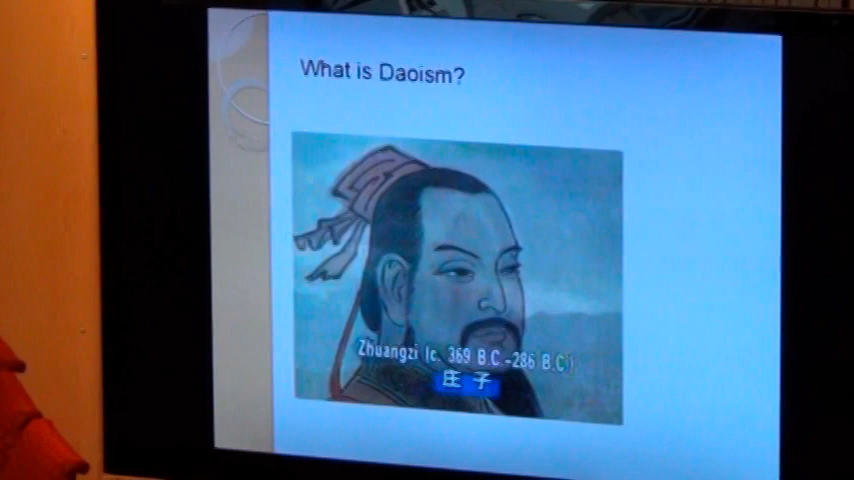 What is Daoism?
Zhuangzi (c. 369 B.C.-286 B.C.)
庄 子